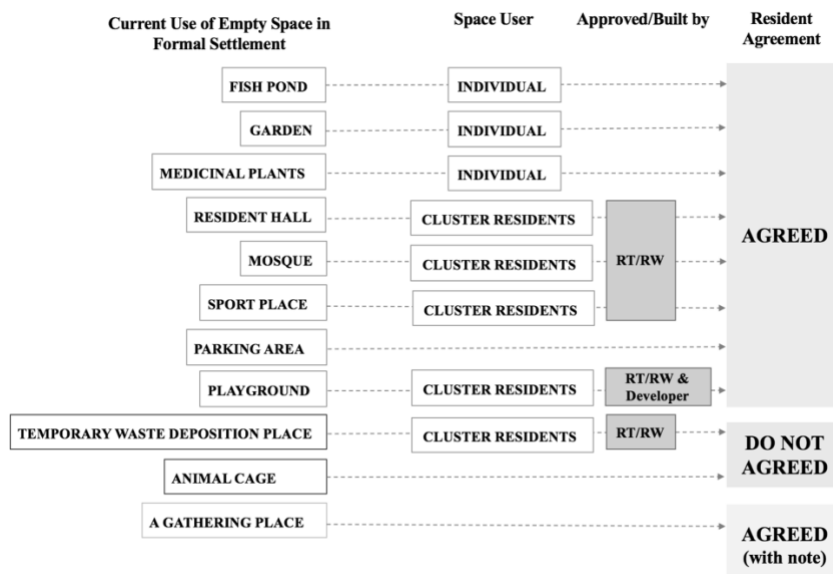 Current Use of Empty Space in
Formal Settlement
Space User
Approved/Built by
Resident
Agreement
FISH POND
INDIVIDUAL
GARDEN
INDIVIDUAL
MEDICINAL PLANTS
INDIVIDUAL
RESIDENT HALL
CLUSTER RESIDENTS
MOSQUE
CLUSTER RESIDENTS
RT/RW
SPORT PLACE
CLUSTER RESIDENTS
PARKING AREA
AGREED
PLAYGROUND
CLUSTER RESIDENTS
RT/RW &
Developer
TEMPORARY WASTE DEPOSITION PLACE
CLUSTER RESIDENTS
RT/RW
ANIMAL CAGE
DO NOT
AGREED
A GATHERING PLACE
AGREED
(with note)